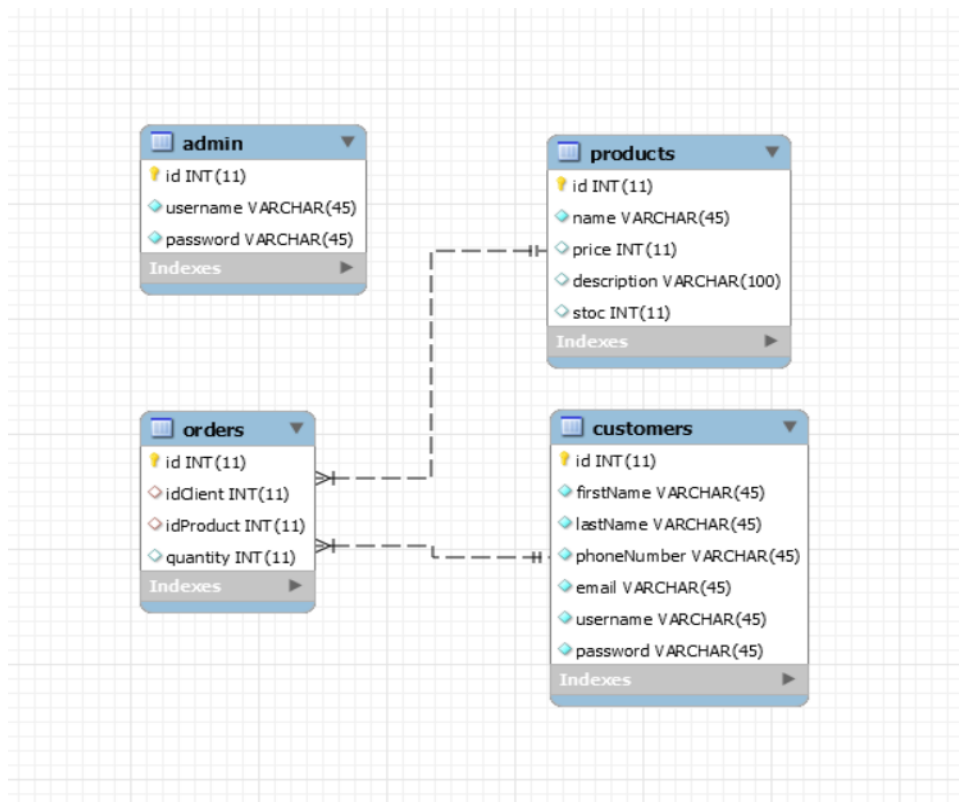 admin
id INT(11)
username VARCHAR(45)
password VARCHAR(45)
Indexes
products
id INT(11)
name VARCHAR(45)
price INT(11)
description VARCHAR(100)
stoc INT(11)
Indexes
orders
id INT(11)
idClient INT(11)
idProduct INT(11)
quantity INT(11)
Indexes
customers
id INT(11)
firstName VARCHAR(45)
lastName VARCHAR(45)
phoneNumber VARCHAR(45)
email VARCHAR(45)
username VARCHAR(45)
password VARCHAR(45)
Indexes